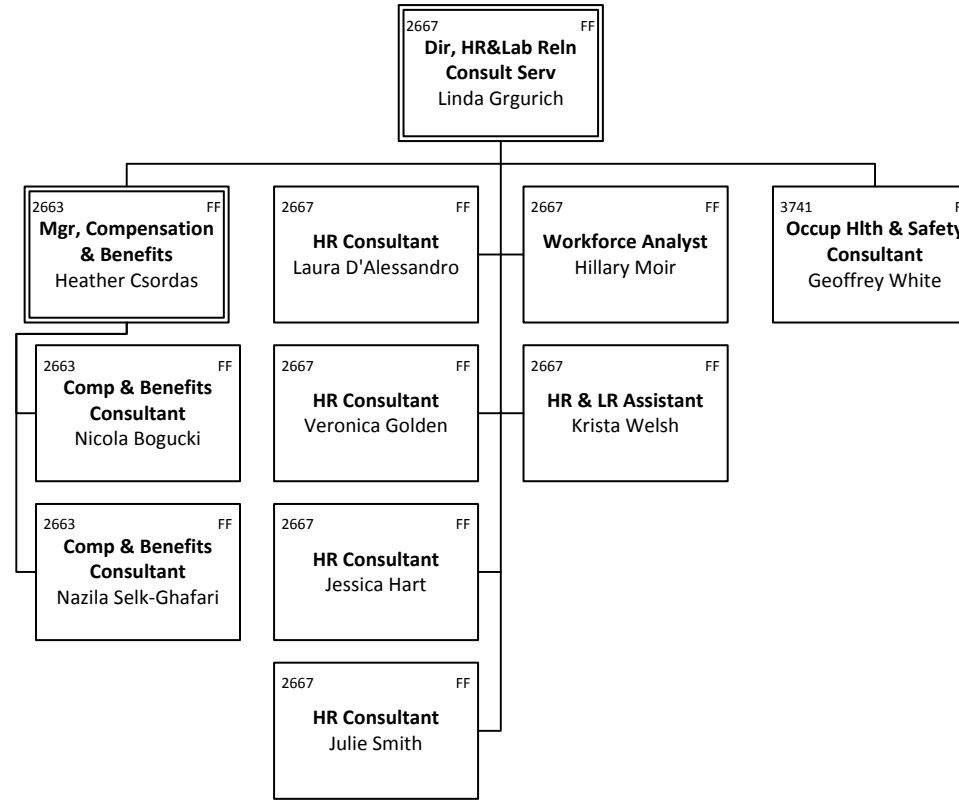 2667 FF
Dir, HR&Lab Reln
Consult Serv
Linda Grgurich
2663 FF
Mgr, Compensation
& Benefits
Heather Csordas
2667 FF
HR Consultant
Laura D'Alessandro
2667 FF
Workforce Analyst
Hillary Moir
3741 F
Occup Hlth & Safety
Consultant
Geoffrey White
2663 FF
Comp & Benefits
Consultant
Nicola Bogucki
2667 FF
HR Consultant
Veronica Golden
2667 FF
HR & LR Assistant
Krista Welsh
2663 FF
Comp & Benefits
Consultant
Nazila Selk-Ghafari
2667 FF
HR Consultant
Jessica Hart
2667 FF
HR Consultant
Julie Smith